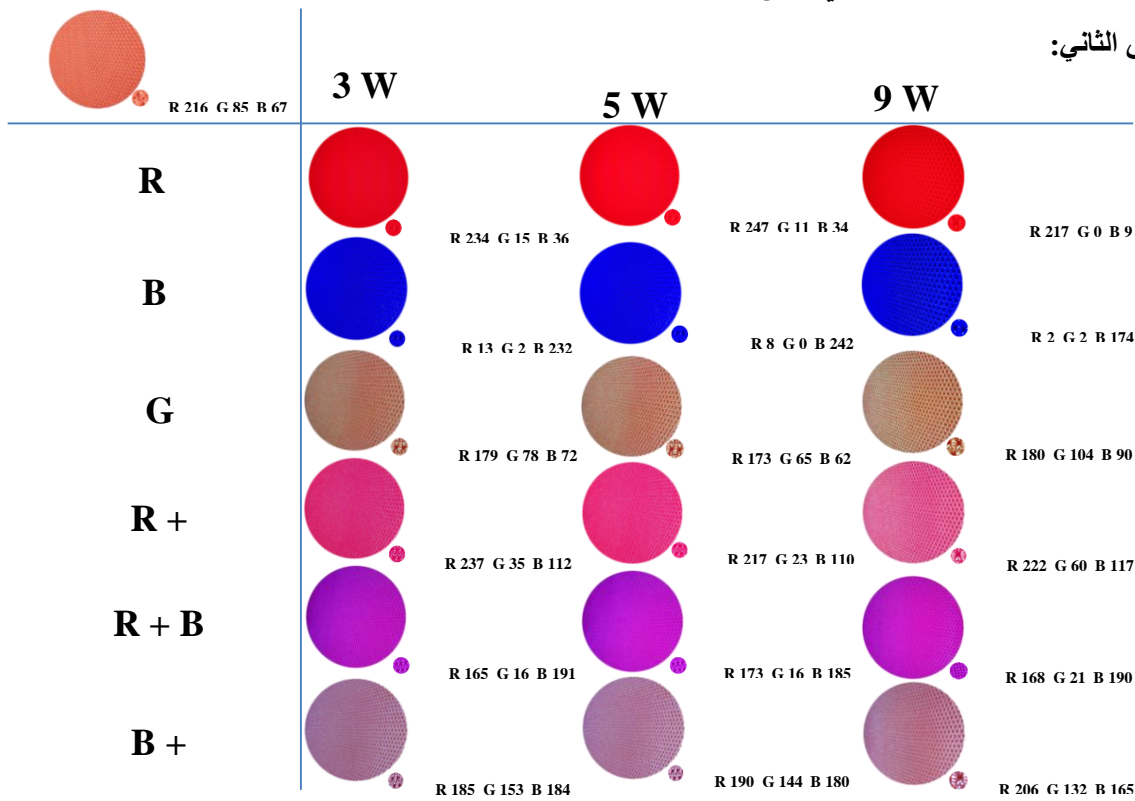 الثاني:
3 W
5 W
9 W
R 216 G 85 B 67
R
R 234 G 15 B 36
R 247 G 11 B 34
R 217 G 0 B 9
B
R 13 G 2 B 232
R 8 G 0 B 242
R 2 G 2 B 174
G
R 179 G 78 B 72
R 173 G 65 B 62
R 180 G 104 B 90
R +
R 237 G 35 B 112
R 217 G 23 B 110
R 222 G 60 B 117
R + B
R 165 G 16 B 191
R 173 G 16 B 185
R 168 G 21 B 190
B +
R 185 G 153 B 184
R 190 G 144 B 180
R 206 G 132 B 165